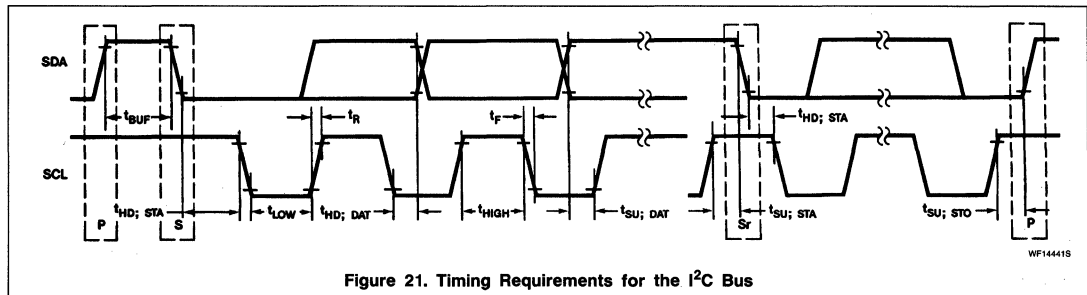 SDA
tBUF
tR
tF
tHD; STA
SCL
tHD; STA
tLOW
tHD; DAT
tHIGH
tSU; DAT
tSU; STA
tSU; STO
P
S
Sr
P
WF14441S
Figure 21. Timing Requirements for the I²C Bus